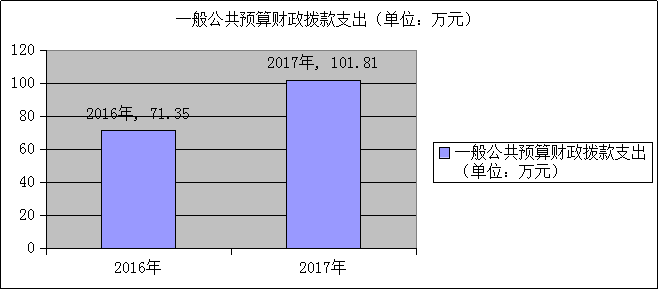 一般公共预算财政拨款支出（单位：万元）
120
100
80
60
40
20
0
2016年, 71.35
2017年, 101.81
2016年
2017年
一般公共预算财政拨款支出
（单位：万元）